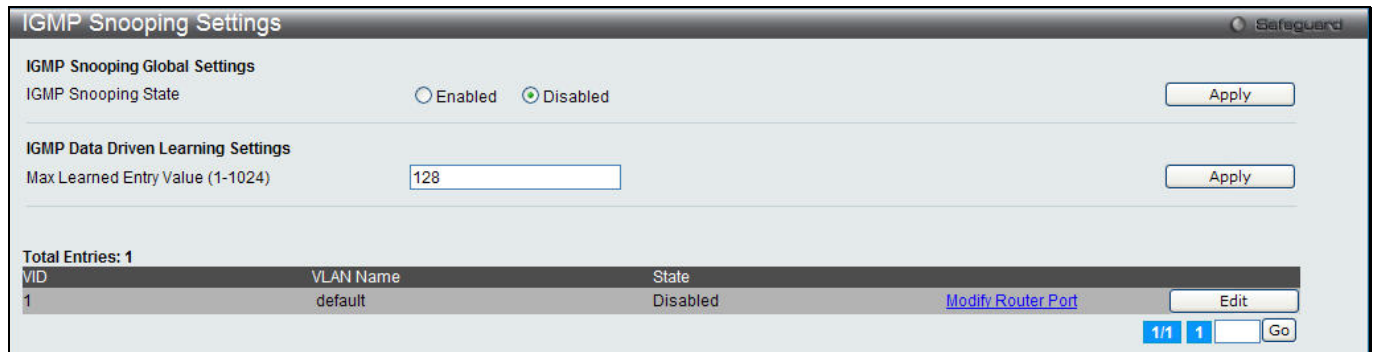 IGMP Snooping Settings
Safeguard
IGMP Snooping Global Settings
IGMP Snooping State Enabled Disabled Apply
IGMP Data Driven Learning Settings
Max Learned Entry Value (1-1024) 128 Apply
Total Entries: 1
VID VLAN Name State
1 default Disabled Modify Router Port Edit
1/1 1 Go